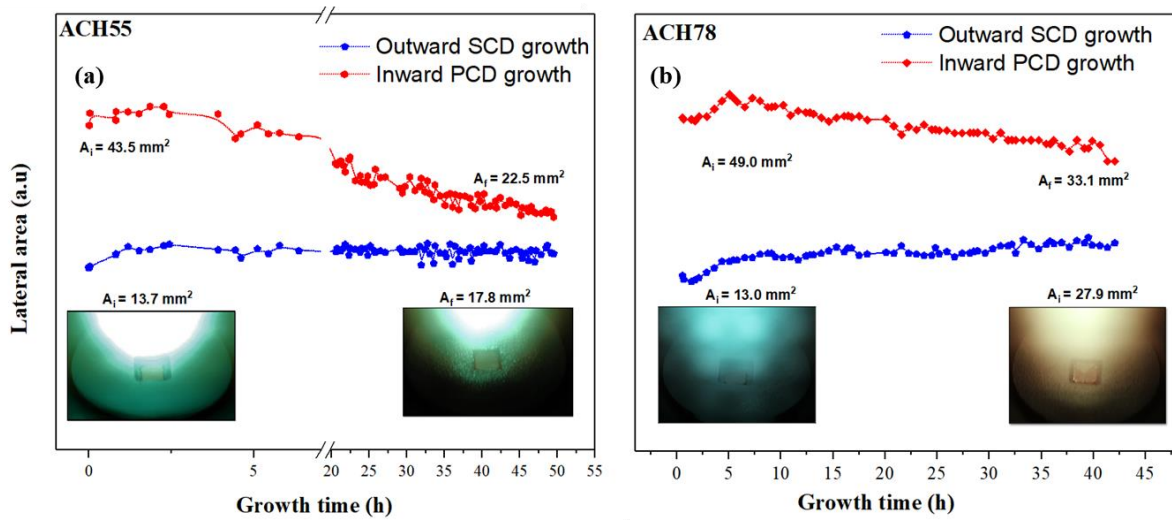 ACH55
Outward SCD growth
Inward PCD growth
(a)
Aᵢ = 43.5 mm²
A_f = 22.5 mm²
Aᵢ = 13.7 mm²
A_f = 17.8 mm²
0 5 20 25 30 35 40 45 50 55
Growth time (h)
Lateral area (a.u)
ACH78
Outward SCD growth
Inward PCD growth
(b)
Aᵢ = 49.0 mm²
A_f = 33.1 mm²
Aᵢ = 13.0 mm²
Aᵢ = 27.9 mm²
0 5 10 15 20 25 30 35 40 45
Growth time (h)